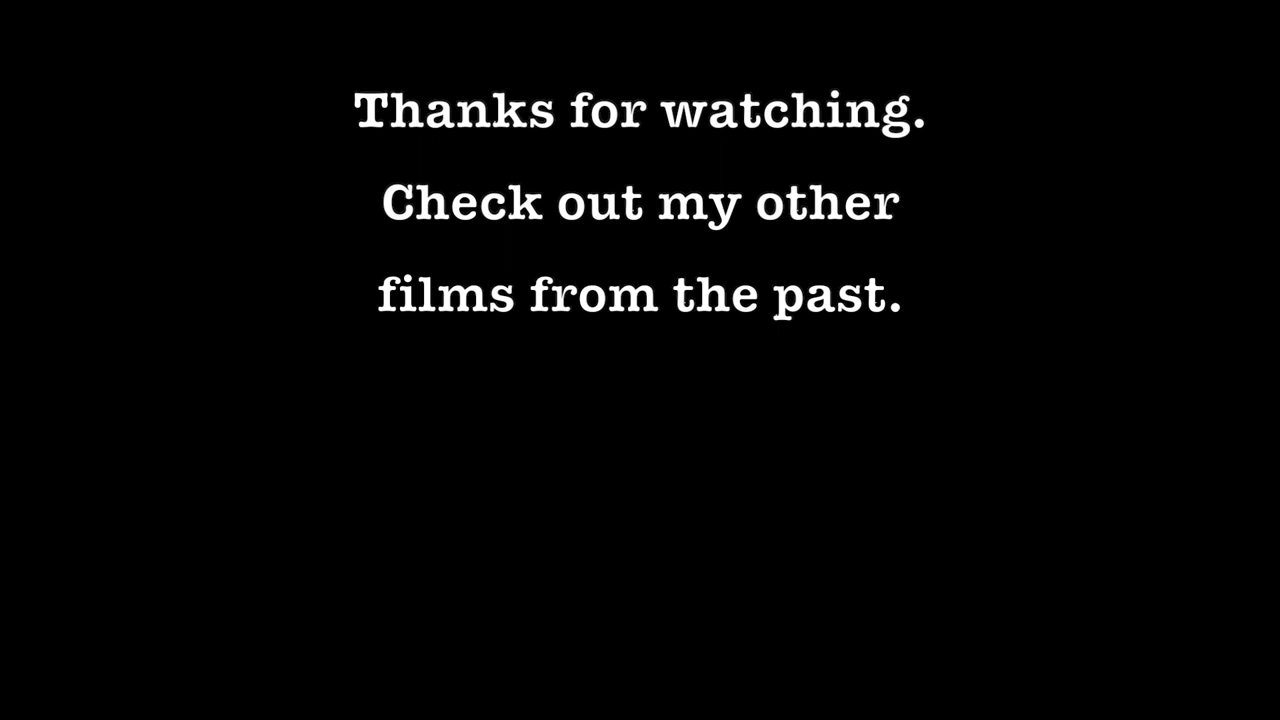 Thanks for watching.
Check out my other
films from the past.